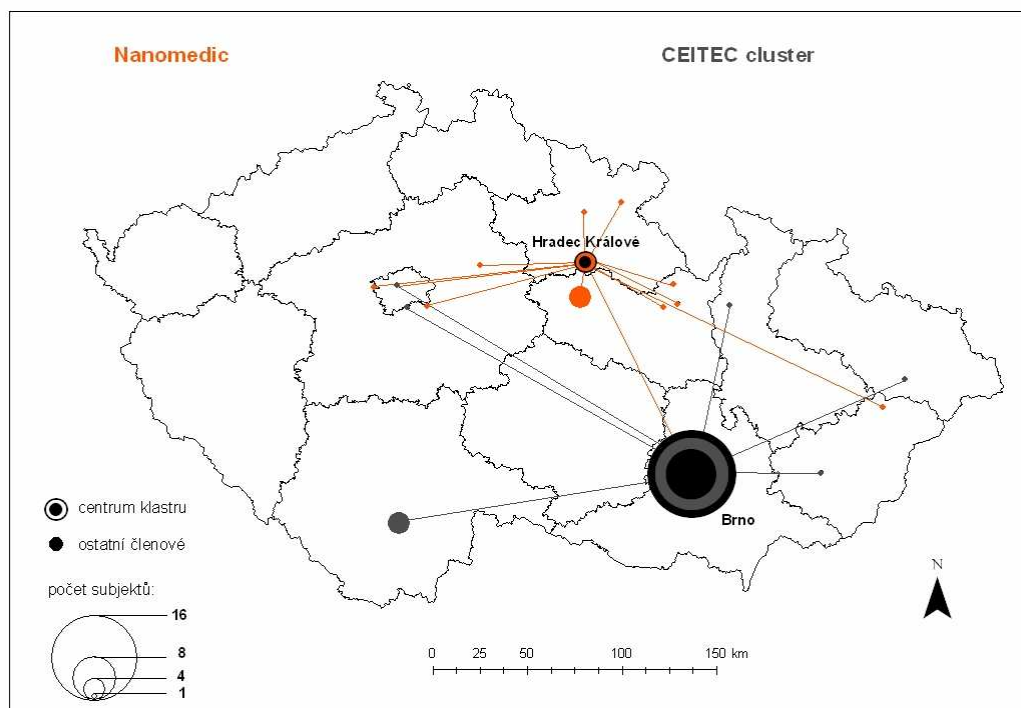 Nanomedic
CEITEC cluster
Hradec Králové
Brno
centrum klastru
ostatní členové
počet subjektů:
16
8
4
1
0 25 50 100 150 km
N